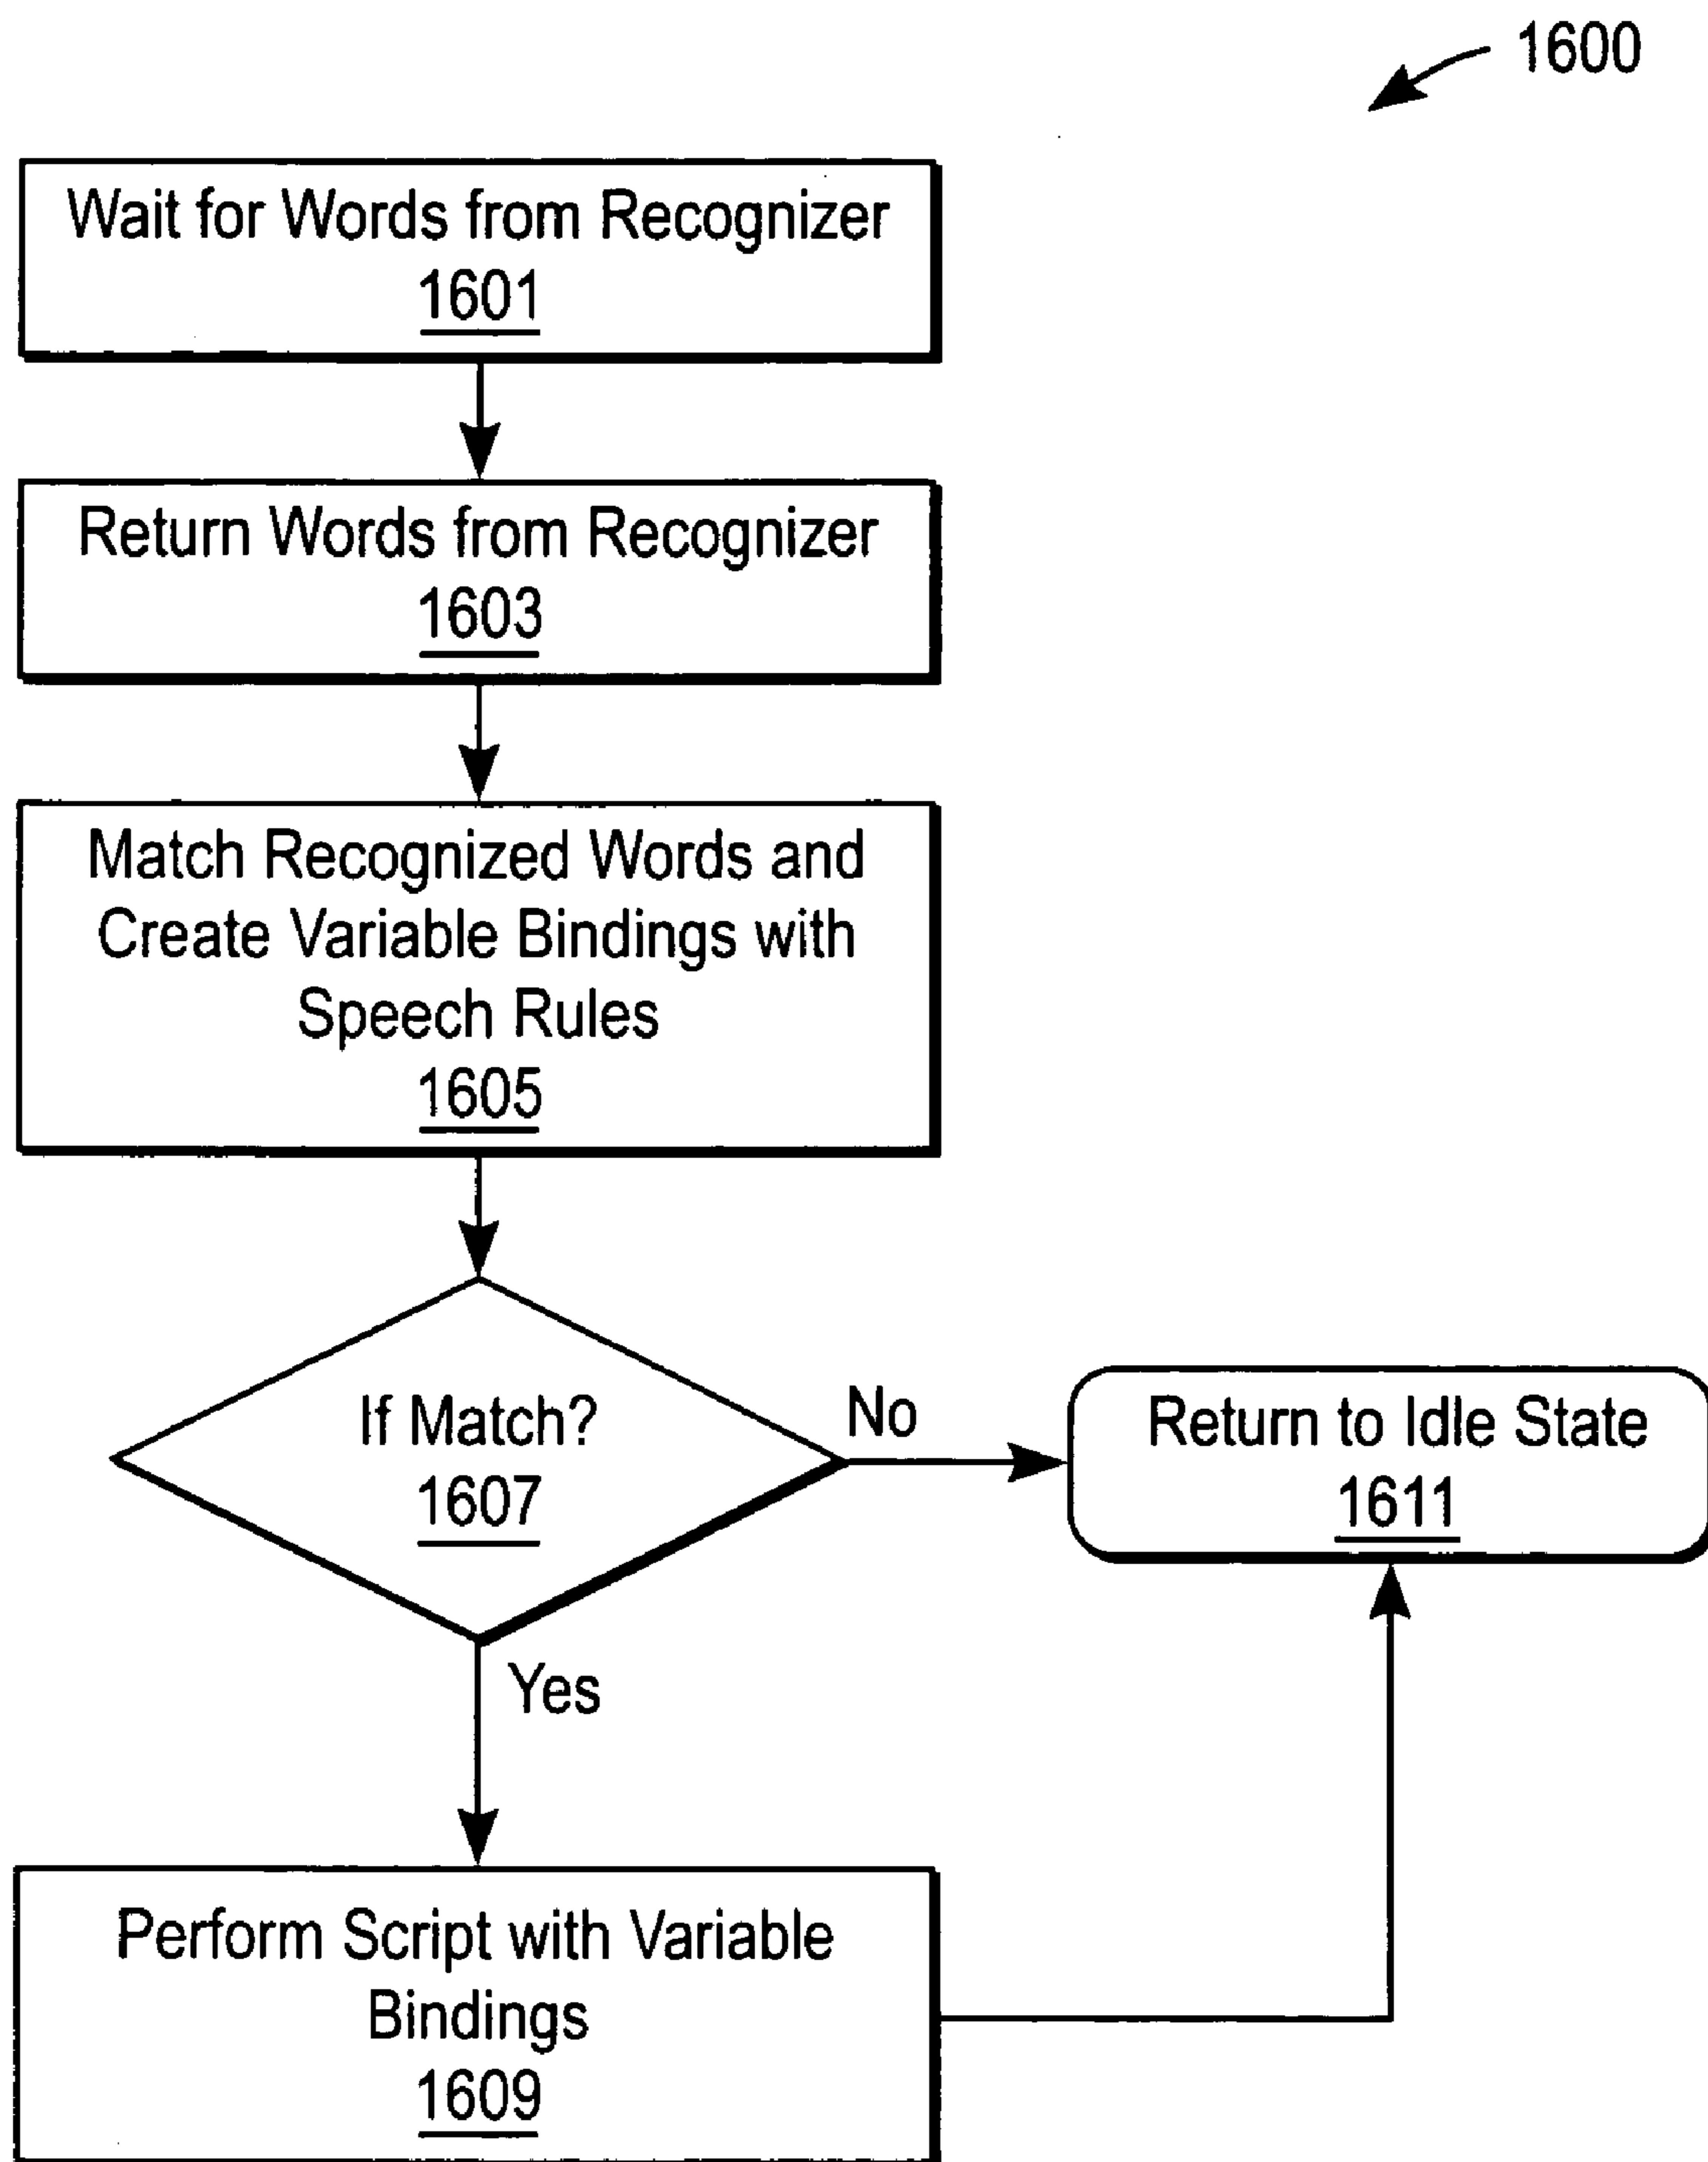 1600
Wait for Words from Recognizer
1601
Return Words from Recognizer
1603
Match Recognized Words and
Create Variable Bindings with
Speech Rules
1605
If Match?
1607
No
Return to Idle State
1611
Yes
Perform Script with Variable
Bindings
1609